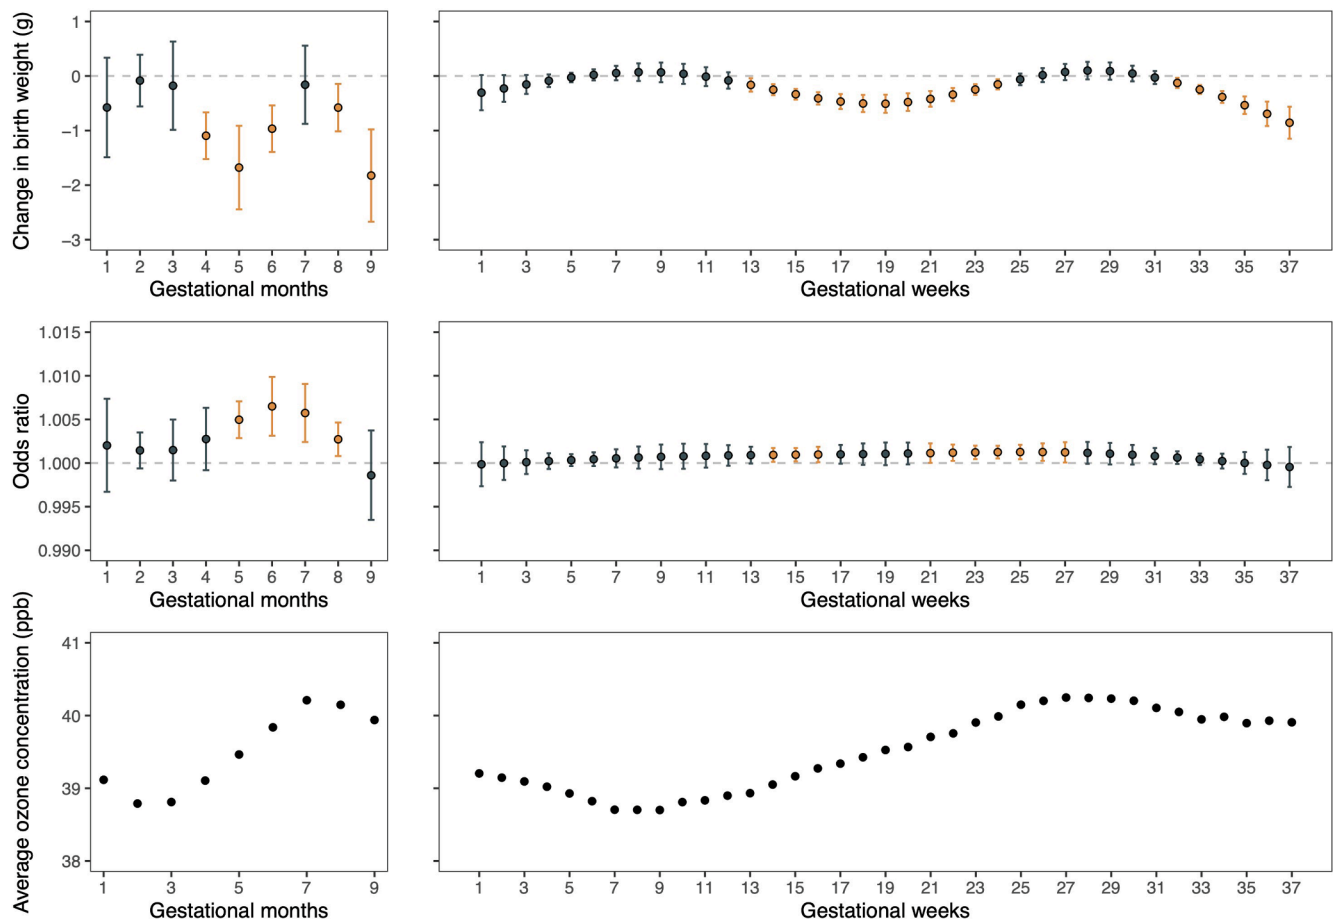 Change in birth weight (g)
1
0
−1
−2
−3
1 2 3 4 5 6 7 8 9
Gestational months
1 3 5 7 9 11 13 15 17 19 21 23 25 27 29 31 33 35 37
Gestational weeks
Odds ratio
1.015
1.010
1.005
1.000
0.995
0.990
1 2 3 4 5 6 7 8 9
Gestational months
1 3 5 7 9 11 13 15 17 19 21 23 25 27 29 31 33 35 37
Gestational weeks
Average ozone concentration (ppb)
41
40
39
38
1 3 5 7 9
Gestational months
1 3 5 7 9 11 13 15 17 19 21 23 25 27 29 31 33 35 37
Gestational weeks